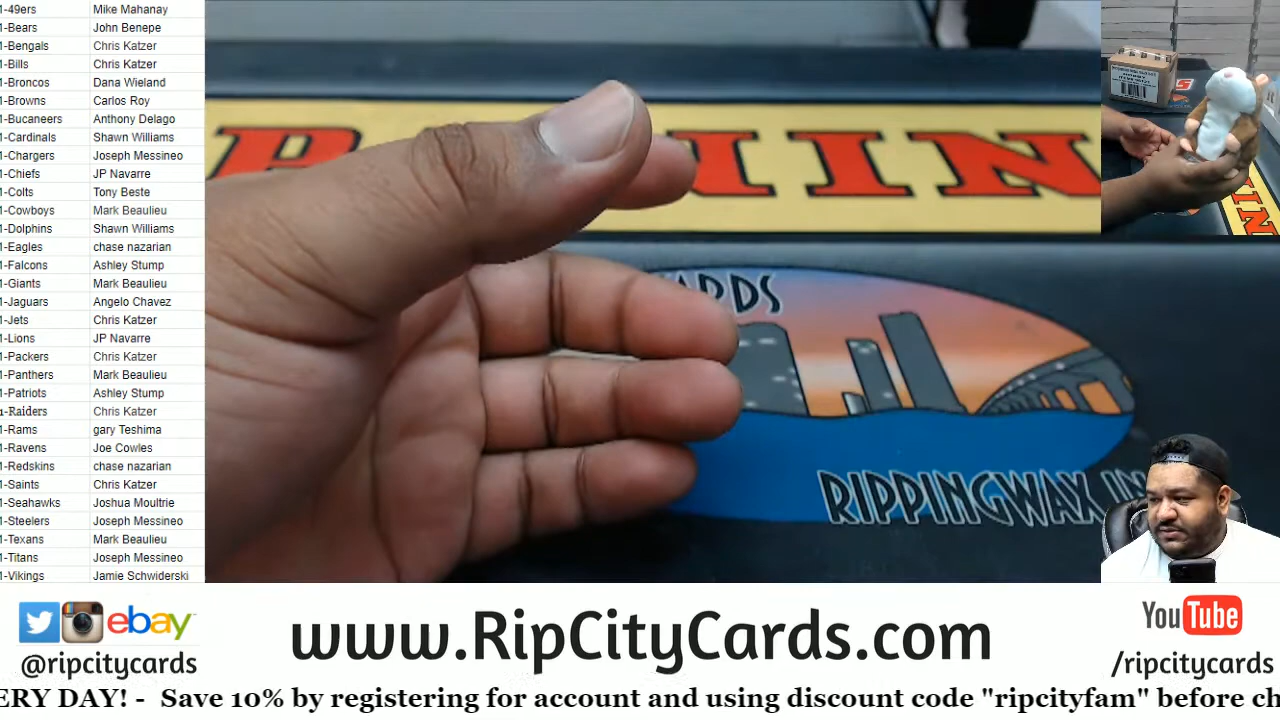 1-49ers Mike Mahanay
1-Bears John Benepe
1-Bengals Chris Katzer
1-Bills Chris Katzer
1-Broncos Dana Wieland
1-Browns Carlos Roy
1-Bucaneers Anthony Delago
1-Cardinals Shawn Williams
1-Chargers Joseph Messineo
1-Chiefs JP Navarre
1-Colts Tony Beste
1-Cowboys Mark Beaulieu
1-Dolphins Shawn Williams
1-Eagles chase nazarian
1-Falcons Ashley Stump
1-Giants Mark Beaulieu
1-Jaguars Angelo Chavez
1-Jets Chris Katzer
1-Lions JP Navarre
1-Packers Chris Katzer
1-Panthers Mark Beaulieu
1-Patriots Ashley Stump
1-Raiders Chris Katzer
1-Rams gary Teshima
1-Ravens Joe Cowles
1-Redskins chase nazarian
1-Saints Chris Katzer
1-Seahawks Joshua Moultrie
1-Steelers Joseph Messineo
1-Texans Mark Beaulieu
1-Titans Joseph Messineo
1-Vikings Jamie Schwiderski
P ININ
ARDS
RIPPINGWAX.IN
ebay
@ripcitycards
www.RipCityCards.com
YouTube
/ripcitycards
ERY DAY! - Save 10% by registering for account and using discount code "ripcityfam" before ch